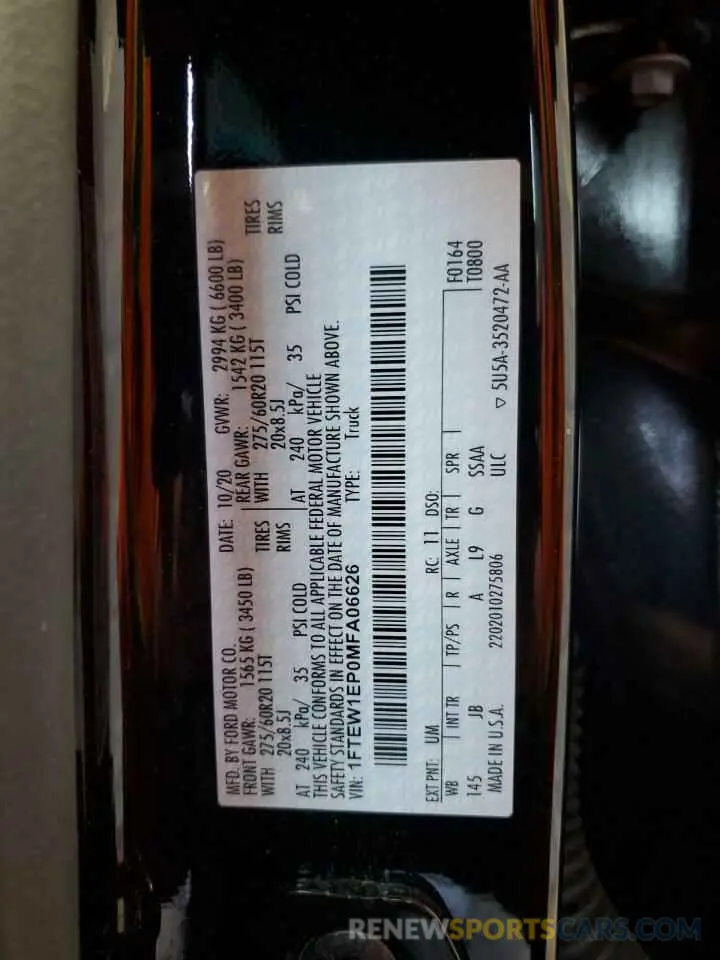 MFD. BY FORD MOTOR CO.
DATE: 10/20 GVWR: 2994 KG ( 6600 LB)
FRONT GAWR: 1565 KG ( 3450 LB) REAR GAWR: 1542 KG ( 3400 LB)
WITH 275/60R20 115T TIRES WITH 275/60R20 115T TIRES
20x8.5J RIMS 20x8.5J RIMS
AT 240 kPa/ 35 PSI COLD AT 240 kPa/ 35 PSI COLD
THIS VEHICLE CONFORMS TO ALL APPLICABLE FEDERAL MOTOR VEHICLE
SAFETY STANDARDS IN EFFECT ON THE DATE OF MANUFACTURE SHOWN ABOVE.
VIN: 1FTEW1EP0MFA06626 TYPE: Truck
EXT PNT: UM RC: 11 DSO: F0164
WB INT TR TP/PS R AXLE TR SPR T0800
145 JB A L9 G SSAA
MADE IN U.S.A. 2202010275806 ULC ▽ 5U5A-3520472-AA
RENEWSPORTSCARS.COM